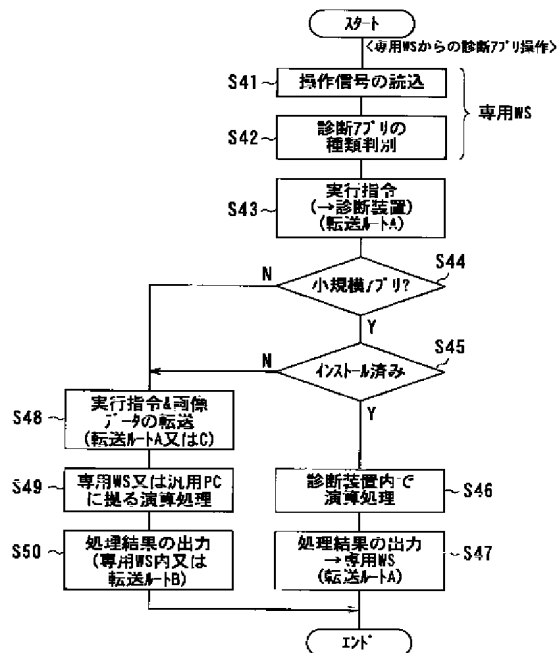 スタート
<専用WSからの診断アプリ操作>
S41
操作信号の読込
S42
診断アプリの
種類判別
専用WS
S43
実行指令
(→診断装置)
(転送ルートA)
S44
小規模アプリ?
N
Y
S45
インストール済み
N
Y
S48
実行指令&画像
データの転送
(転送ルートA又はC)
S49
専用WS又は汎用PC
に拠る演算処理
S50
処理結果の出力
(専用WS内又は
転送ルートB)
診断装置内で
演算処理
S46
処理結果の出力
→専用WS
(転送ルートA)
S47
エンド